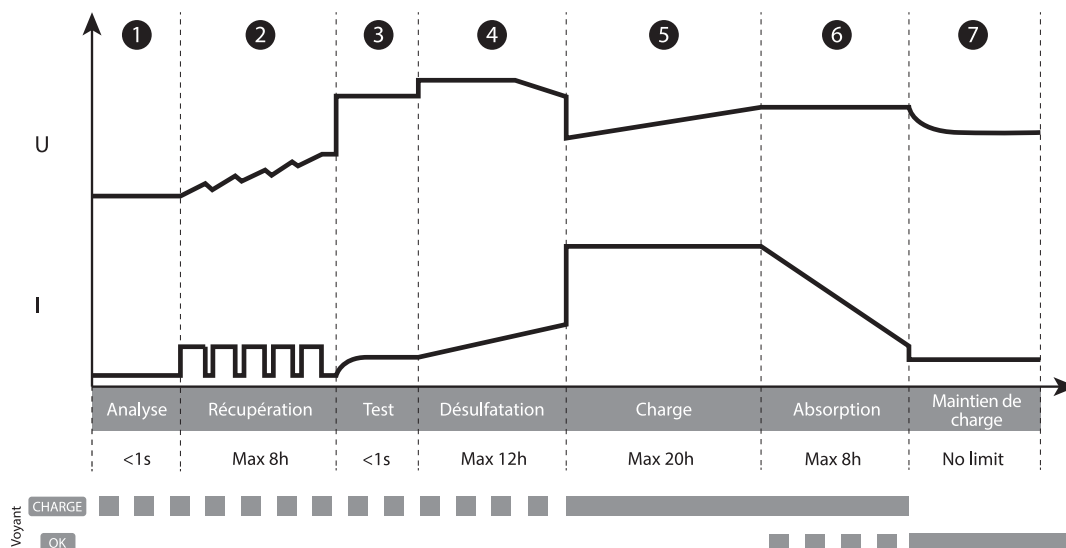 1 2 3 4 5 6 7
U
I
Analyse Récupération Test Désulfatation Charge Absorption Maintien de
charge
<1s Max 8h <1s Max 12h Max 20h Max 8h No limit
Voyant
CHARGE
OK